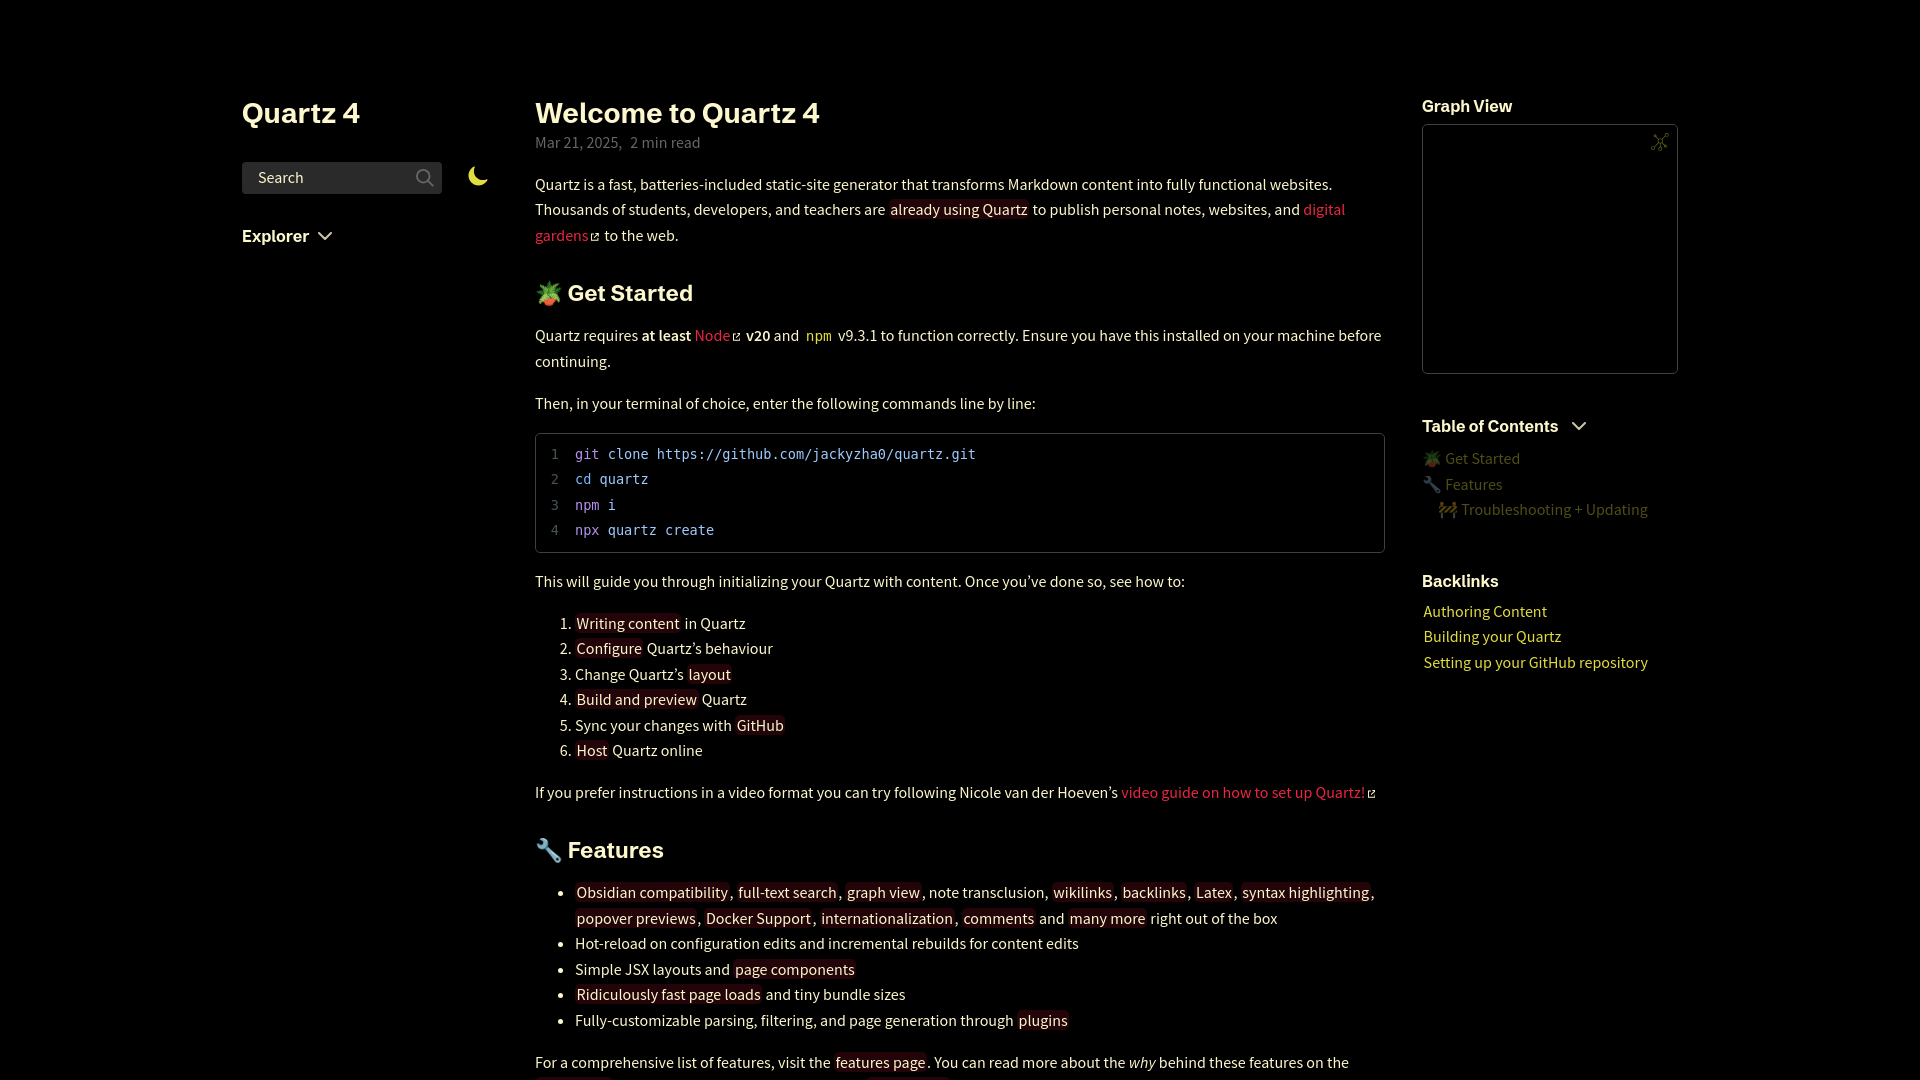 Quartz 4
Search
Explorer
Welcome to Quartz 4
Mar 21, 2025, 2 min read
Quartz is a fast, batteries-included static-site generator that transforms Markdown content into fully functional websites.
Thousands of students, developers, and teachers are already using Quartz to publish personal notes, websites, and digital
gardens to the web.
🪴 Get Started
Quartz requires at least Node v20 and npm v9.3.1 to function correctly. Ensure you have this installed on your machine before
continuing.
Then, in your terminal of choice, enter the following commands line by line:
1 git clone https://github.com/jackyzha0/quartz.git
2 cd quartz
3 npm i
4 npx quartz create
This will guide you through initializing your Quartz with content. Once you’ve done so, see how to:
1. Writing content in Quartz
2. Configure Quartz’s behaviour
3. Change Quartz’s layout
4. Build and preview Quartz
5. Sync your changes with GitHub
6. Host Quartz online
If you prefer instructions in a video format you can try following Nicole van der Hoeven’s video guide on how to set up Quartz!
🔧 Features
• Obsidian compatibility, full-text search, graph view, note transclusion, wikilinks, backlinks, Latex, syntax highlighting,
popover previews, Docker Support, internationalization, comments and many more right out of the box
• Hot-reload on configuration edits and incremental rebuilds for content edits
• Simple JSX layouts and page components
• Ridiculously fast page loads and tiny bundle sizes
• Fully-customizable parsing, filtering, and page generation through plugins
For a comprehensive list of features, visit the features page. You can read more about the why behind these features on the
Graph View
Table of Contents
🪴 Get Started
🔧 Features
🚧 Troubleshooting + Updating
Backlinks
Authoring Content
Building your Quartz
Setting up your GitHub repository